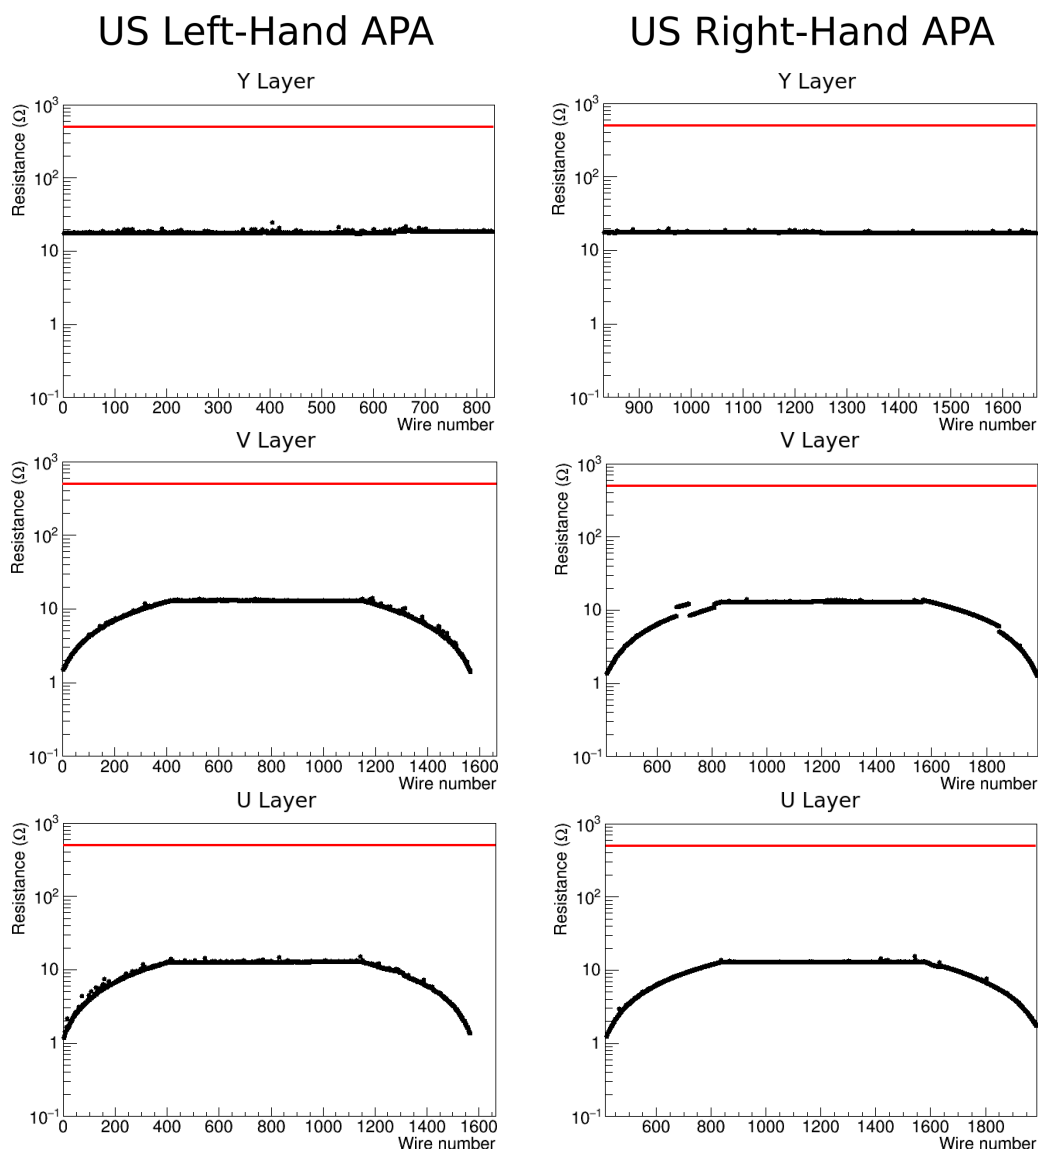 US Left-Hand APA
US Right-Hand APA
Y Layer
Resistance (Ω)
10³
10²
10
1
10⁻¹
0 100 200 300 400 500 600 700 800
Wire number
Y Layer
Resistance (Ω)
10³
10²
10
1
10⁻¹
900 1000 1100 1200 1300 1400 1500 1600
Wire number
V Layer
Resistance (Ω)
10³
10²
10
1
10⁻¹
0 200 400 600 800 1000 1200 1400 1600
Wire number
V Layer
Resistance (Ω)
10³
10²
10
1
10⁻¹
600 800 1000 1200 1400 1600 1800
Wire number
U Layer
Resistance (Ω)
10³
10²
10
1
10⁻¹
0 200 400 600 800 1000 1200 1400 1600
Wire number
U Layer
Resistance (Ω)
10³
10²
10
1
10⁻¹
600 800 1000 1200 1400 1600 1800
Wire number